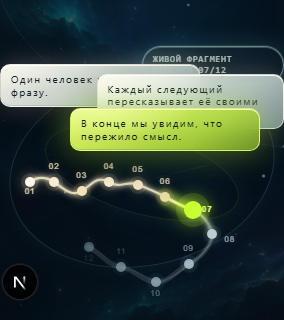 ЖИВОЙ ФРАГМЕНТ
07/12
Один человек
фразу.
Каждый следующий
пересказывает её своими
В конце мы увидим, что
пережило смысл.
01
02
03
04
05
06
07
08
09
10
11
12
N